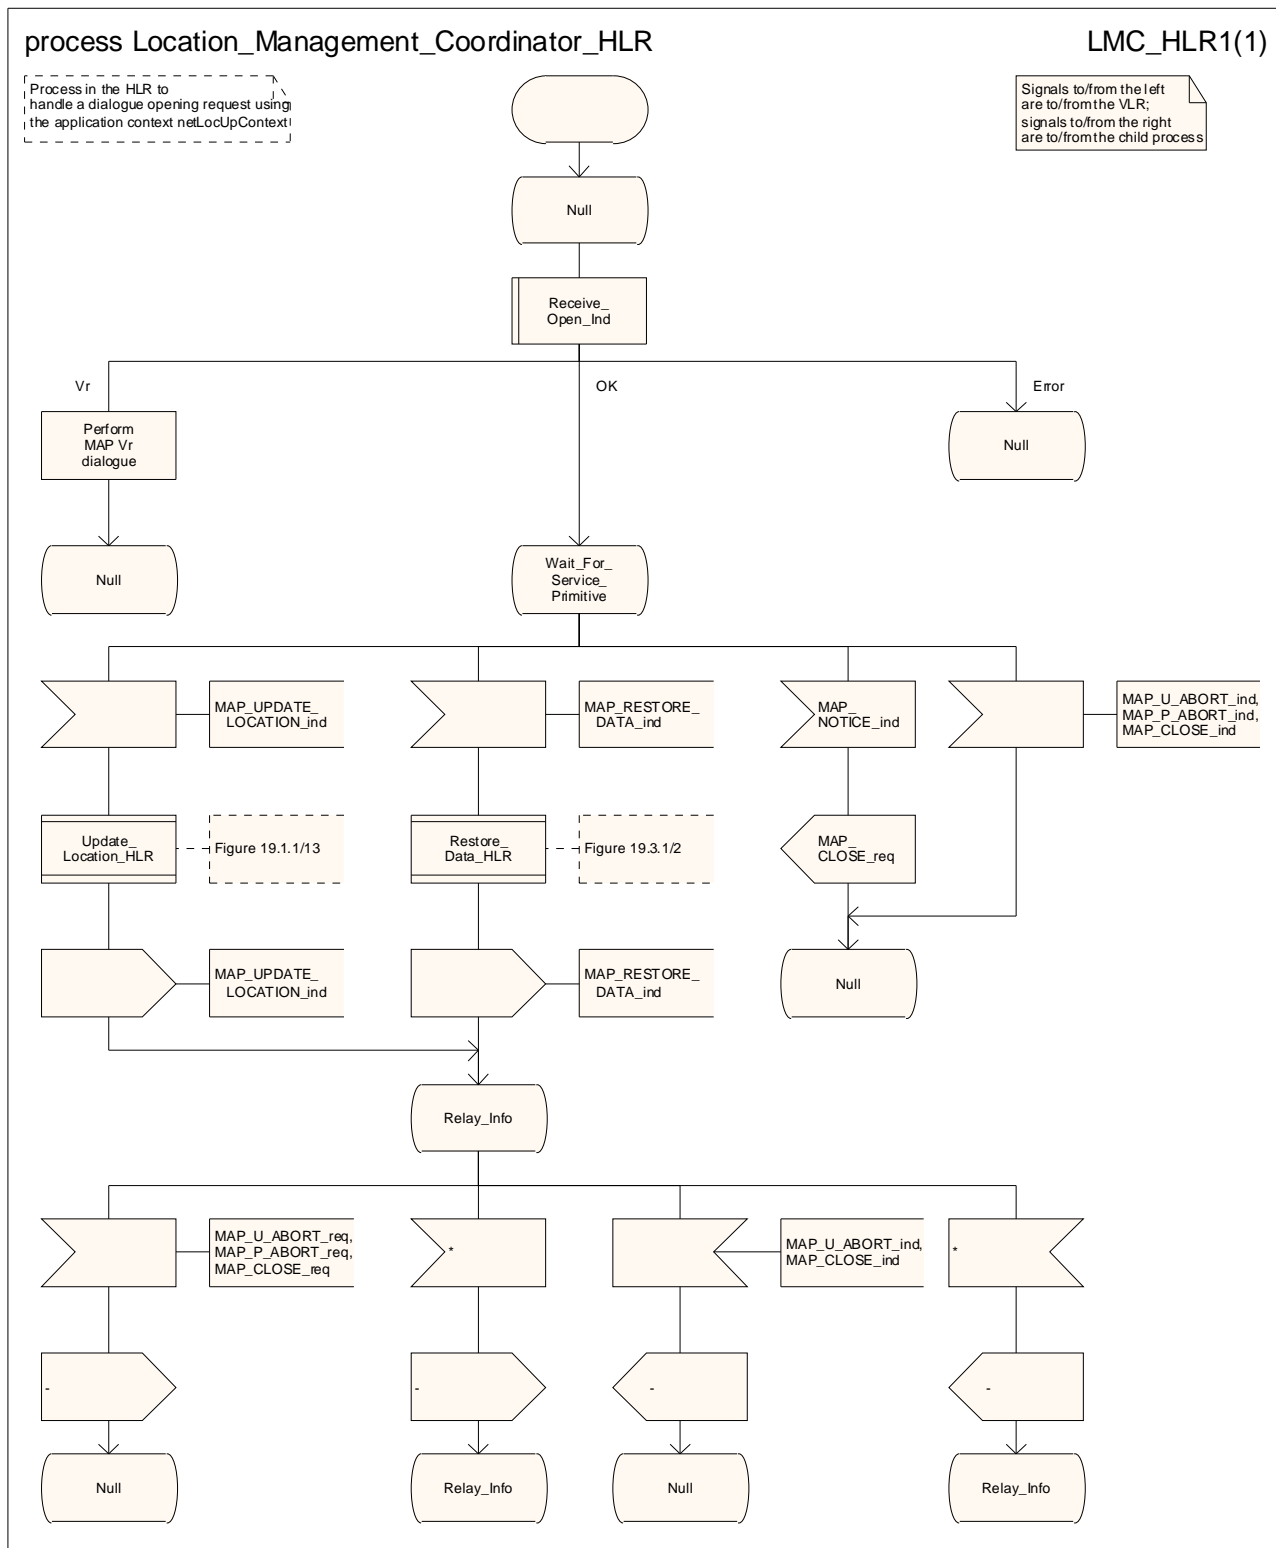 process Location_Management_Coordinator_HLR
LMC_HLR1(1)
Process in the HLR to
handle a dialogue opening request using
the application context netLocUpContext
Signals to/from the left
are to/from the VLR;
signals to/from the right
are to/from the child process
Null
Receive_
Open_Ind
Vr
OK
Error
Perform
MAP Vr
dialogue
Null
Null
Wait_For_
Service_
Primitive
Null
MAP_UPDATE_
LOCATION_ind
MAP_RESTORE_
DATA_ind
MAP_
NOTICE_ind
MAP_U_ABORT_ind,
MAP_P_ABORT_ind,
MAP_CLOSE_ind
Update_
Location_HLR
Figure 19.1.1/13
Restore_
Data_HLR
Figure 19.3.1/2
MAP_
CLOSE_req
MAP_UPDATE_
LOCATION_ind
MAP_RESTORE_
DATA_ind
Null
Relay_Info
MAP_U_ABORT_req,
MAP_P_ABORT_req,
MAP_CLOSE_req
*
MAP_U_ABORT_ind,
MAP_CLOSE_ind
*
-
-
-
-
Null
Relay_Info
Null
Relay_Info